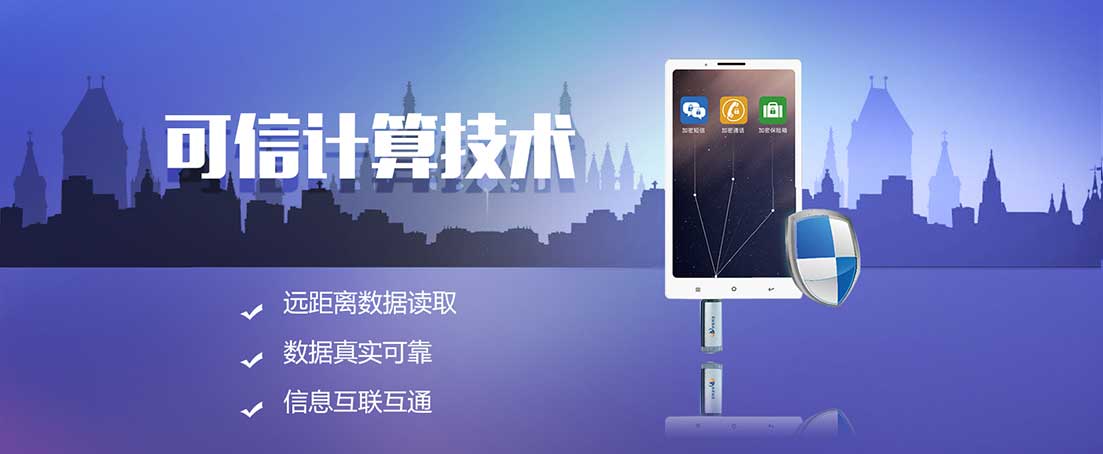 可信计算技术
加密短信 加密通话 加密保险箱
远距离数据读取
数据真实可靠
信息互联互通